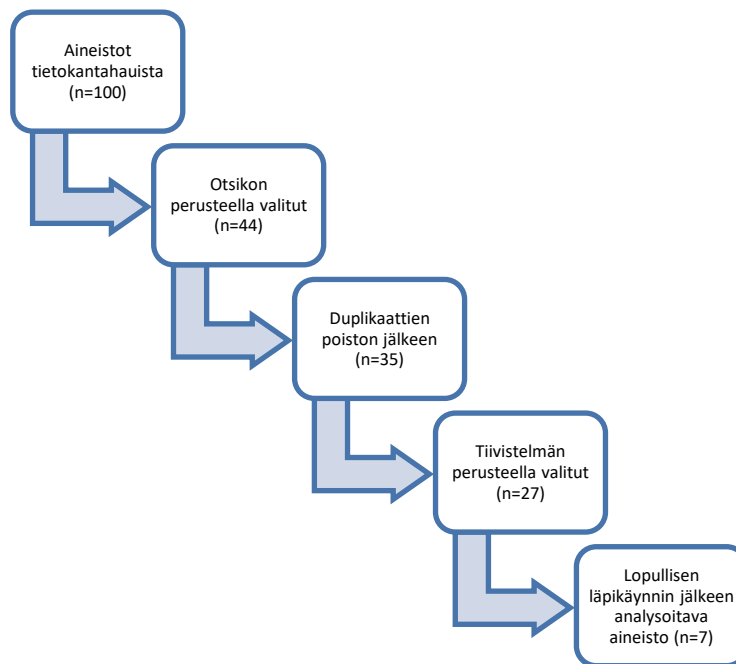 Aineistot
tietokantahauista
(n=100)
Otsikon
perusteella valitut
(n=44)
Duplikaattien
poiston jälkeen
(n=35)
Tiivistelmän
perusteella valitut
(n=27)
Lopullisen
läpikäynnin jälkeen
analysoitava
aineisto (n=7)